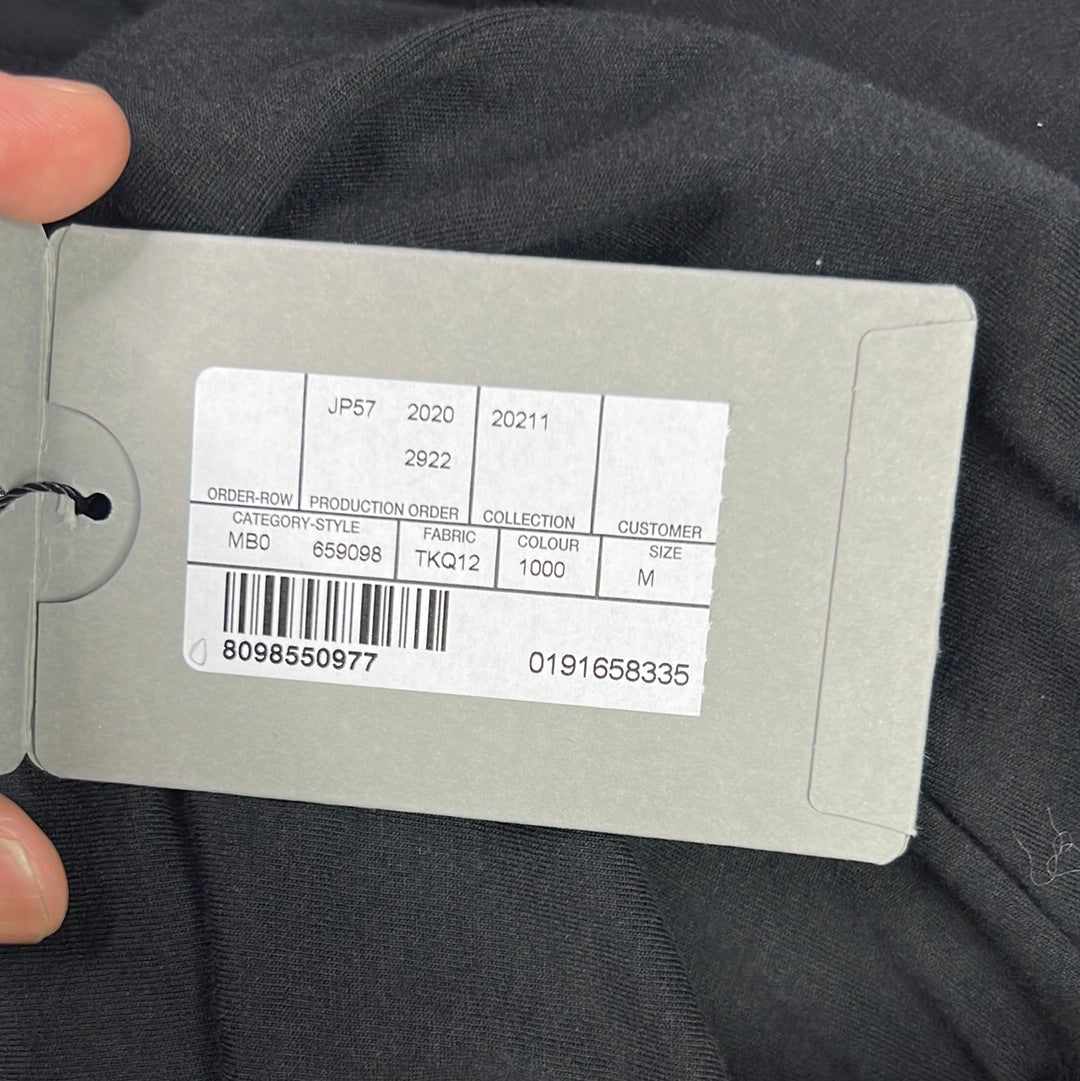 JP57 2020 20211
2922
ORDER-ROW PRODUCTION ORDER COLLECTION CUSTOMER
CATEGORY-STYLE FABRIC COLOUR SIZE
MB0 659098 TKQ12 1000 M
8098550977 0191658335